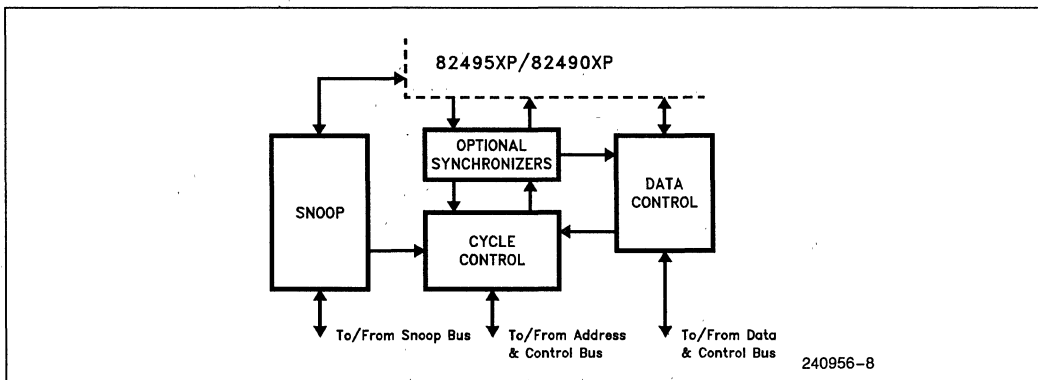 82495XP/82490XP
OPTIONAL
SYNCHRONIZERS
SNOOP
DATA
CONTROL
CYCLE
CONTROL
To/From Snoop Bus
To/From Address
& Control Bus
To/From Data
& Control Bus
240956-8